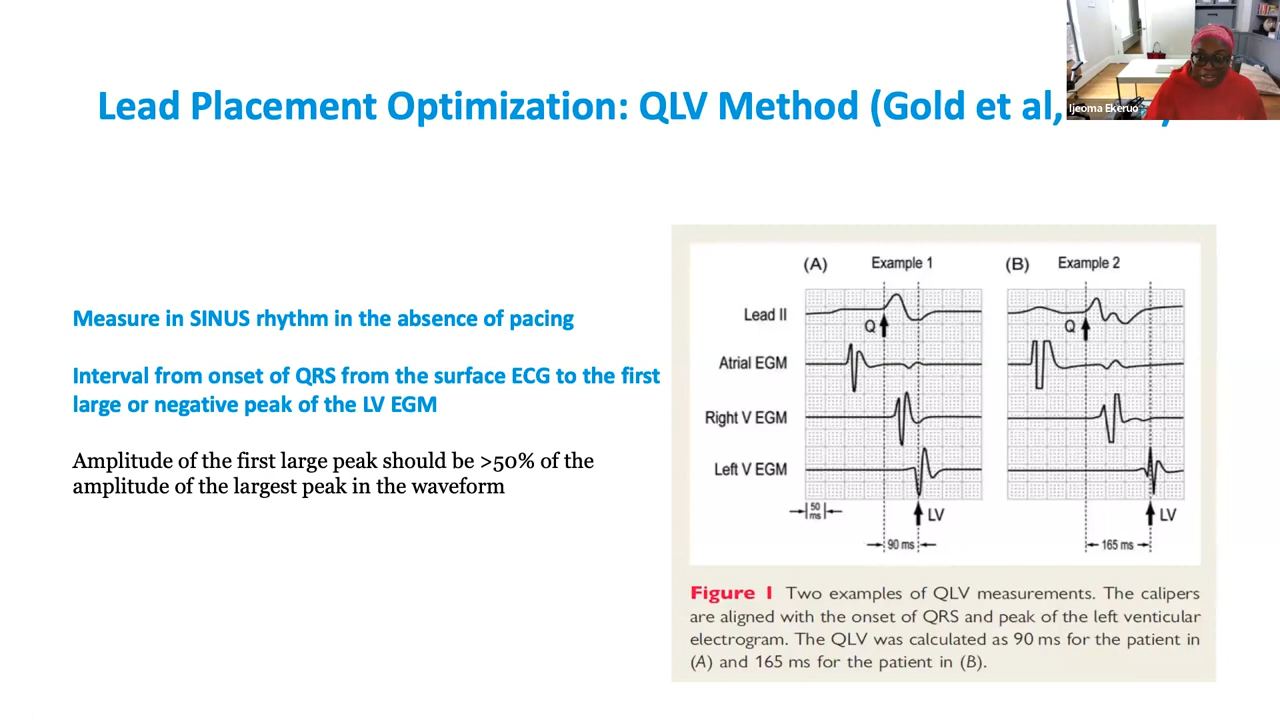 Lead Placement Optimization: QLV Method (Gold et al,
Ijeoma Ekeruo
Measure in SINUS rhythm in the absence of pacing
Interval from onset of QRS from the surface ECG to the first
large or negative peak of the LV EGM
Amplitude of the first large peak should be >50% of the
amplitude of the largest peak in the waveform
(A) Example 1 (B) Example 2
Lead II
Q Q
Atrial EGM
Right V EGM
Left V EGM
50
ms
LV LV
90 ms 165 ms
Figure 1 Two examples of QLV measurements. The calipers
are aligned with the onset of QRS and peak of the left venticular
electrogram. The QLV was calculated as 90 ms for the patient in
(A) and 165 ms for the patient in (B).